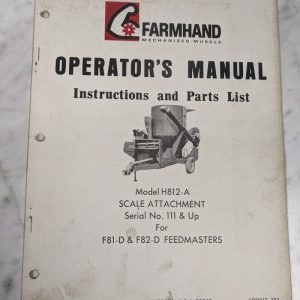 FARMHAND
MECHANIZED MUSCLE
OPERATOR'S MANUAL
Instructions and Parts List
Model H812-A
SCALE ATTACHMENT
Serial No. 111 & Up
For
F81-D & F82-D FEEDMASTERS